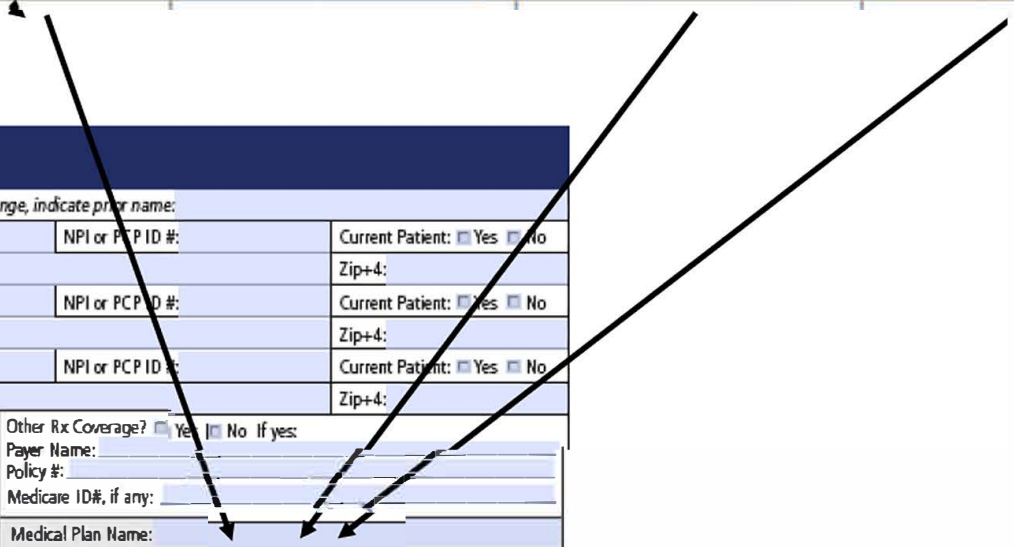 nge, indicate prior name:
NPI or PCP ID #: Current Patient: Yes No
Zip+4:
NPI or PCP ID #: Current Patient: Yes No
Zip+4:
NPI or PCP ID #: Current Patient: Yes No
Zip+4:
Other Rx Coverage? Yes No If yes:
Payer Name:
Policy #:
Medicare ID#, if any:
Medical Plan Name: